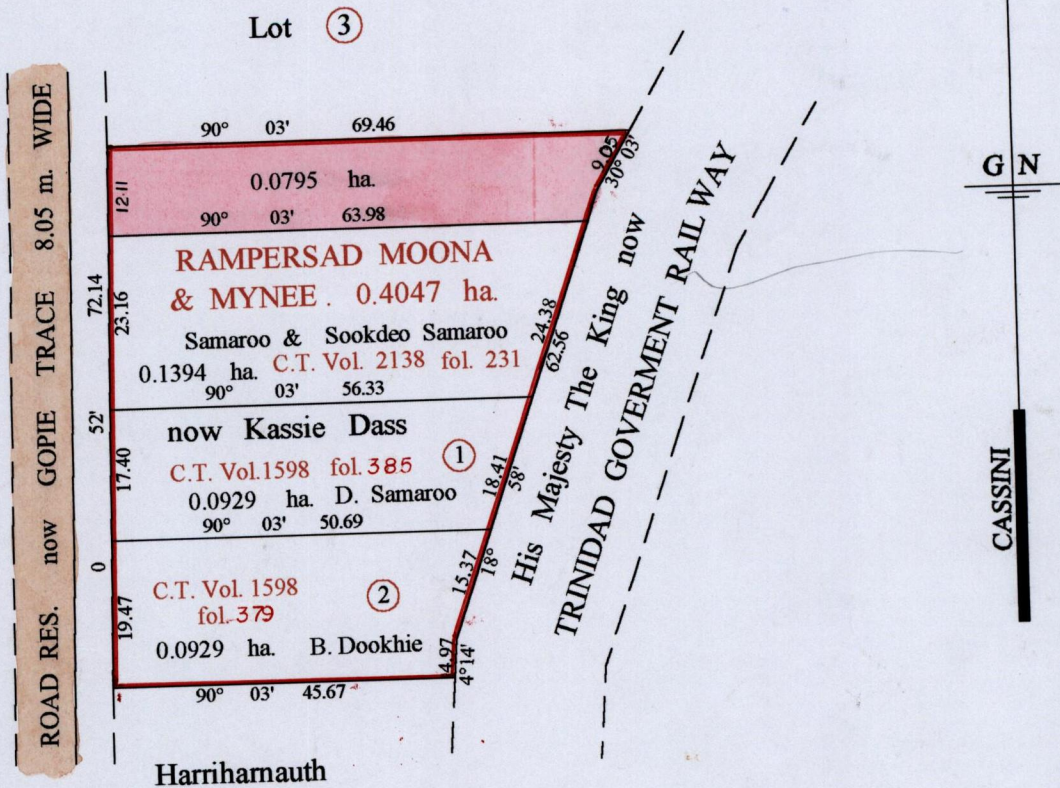 Lot 3
90° 03' 69.46
9.05
30° 03'
0.0795 ha.
12.11
90° 03' 63.98
RAMPERSAD MOONA
& MYNEE. 0.4047 ha.
Samaroo & Sookdeo Samaroo
0.1394 ha. C.T. Vol. 2138 fol. 231
90° 03' 56.33
now Kassie Dass
C.T. Vol.1598 fol. 385 1
0.0929 ha. D. Samaroo
90° 03' 50.69
C.T. Vol. 1598
fol. 379 2
0.0929 ha. B. Dookhie
90° 03' 45.67
Harriharnauth
ROAD RES. now GOPIE TRACE 8.05 m. WIDE
0 52' 72.14
19.47
17.40
23.16
4.97
4°14'
15.37
18.41
24.38
18° 58' 62.56
His Majesty The King now
TRINIDAD GOVERMENT RAILWAY
G N
CASSINI